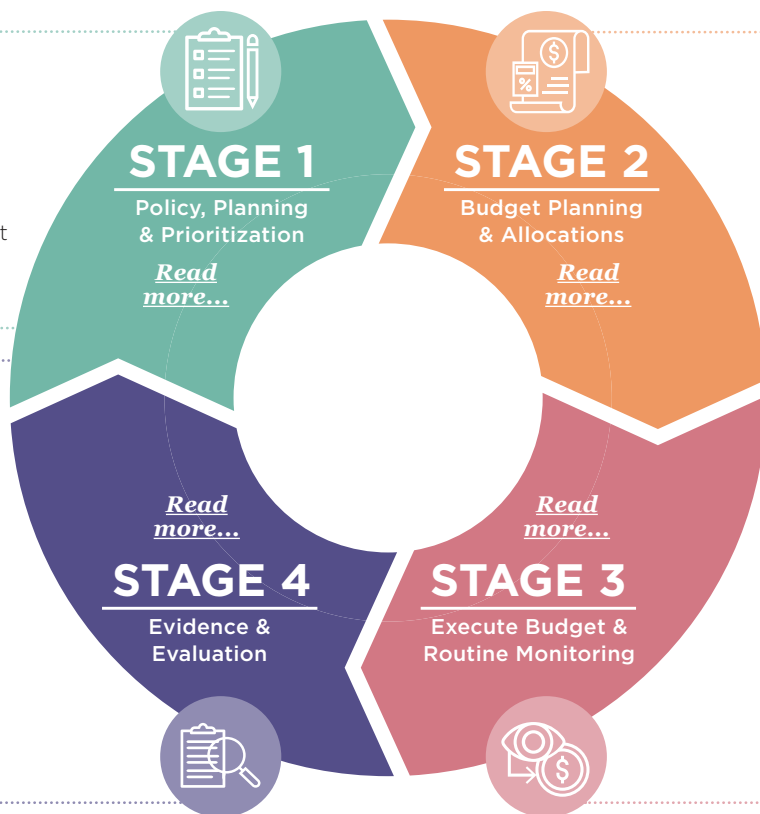 STAGE 1
Policy, Planning
& Prioritization
Read
more...
STAGE 2
Budget Planning
& Allocations
Read
more...
t
Read
more...
STAGE 4
Evidence &
Evaluation
Read
more...
STAGE 3
Execute Budget &
Routine Monitoring
$
%
$